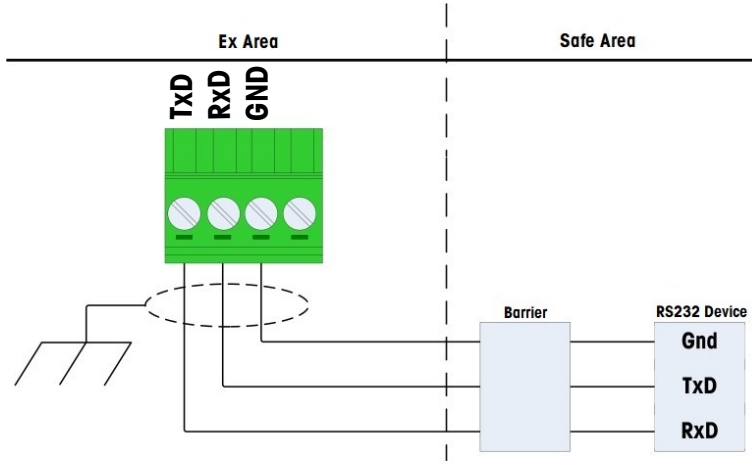 Ex Area
Safe Area
TxD
RxD
GND
Barrier
RS232 Device
Gnd
TxD
RxD